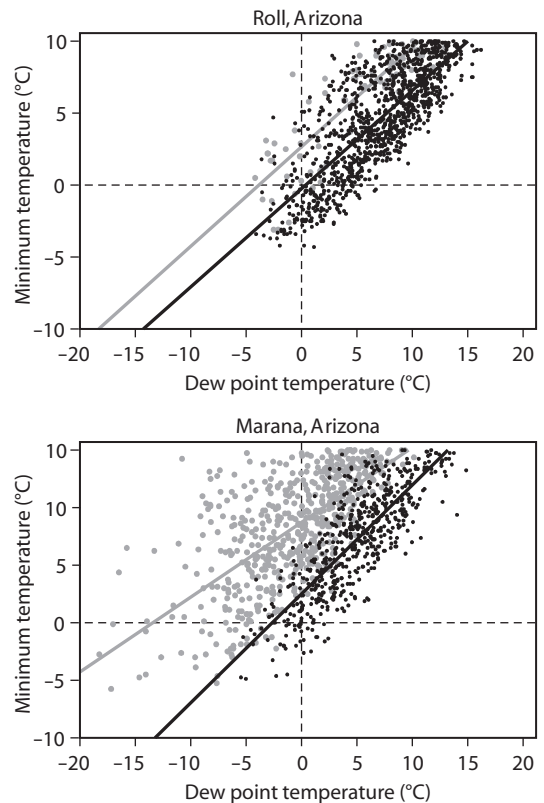 Roll, Arizona
10
5
0
−5
−10
Minimum temperature (°C)
−20 −15 −10 −5 0 5 10 15 20
Dew point temperature (°C)
Marana, Arizona
10
10
5
0
−5
−10
Minimum temperature (°C)
−20 −15 −10 −5 0 5 10 15 20
Dew point temperature (°C)